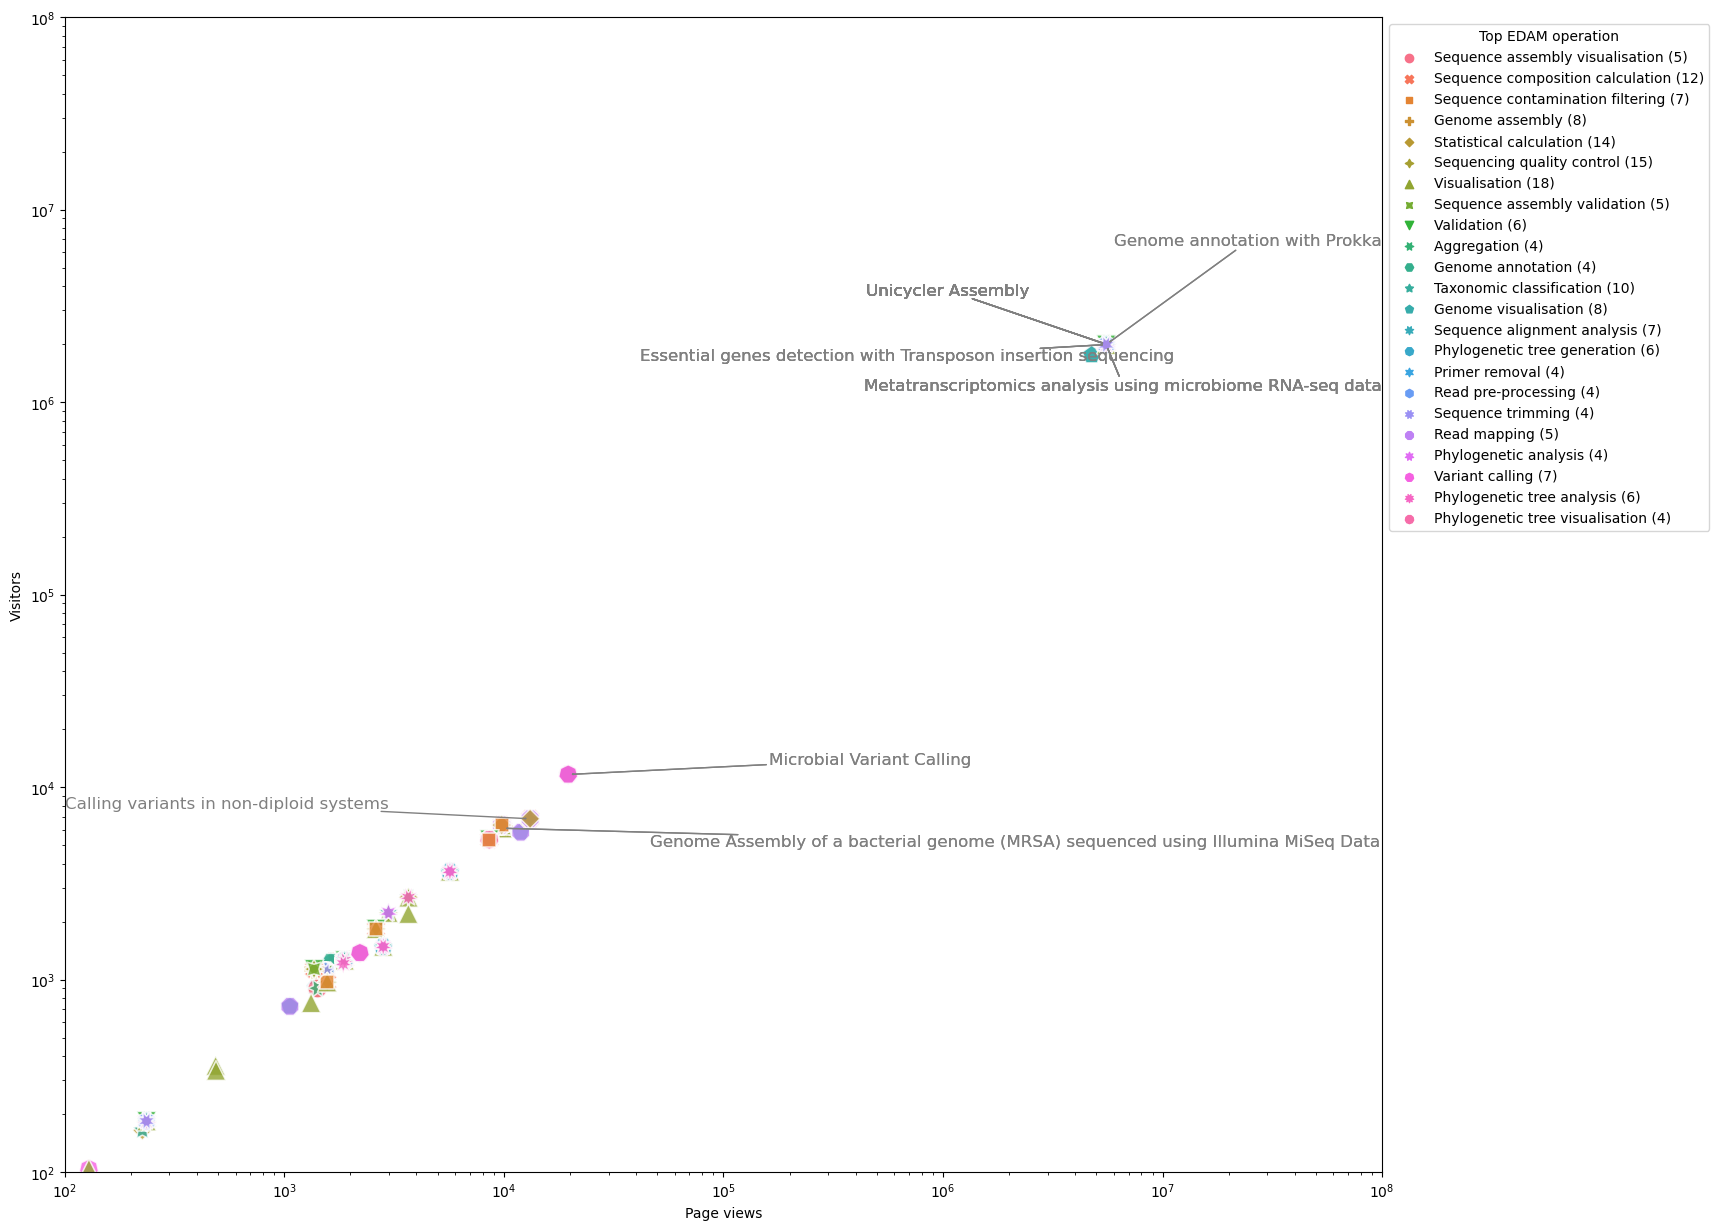 10^8
10^7
10^6
10^5
10^4
10^3
10^2
Visitors
10^2
10^3
10^4
10^5
10^6
10^7
10^8
Page views
Genome annotation with Prokka
Unicycler Assembly
Essential genes detection with Transposon insertion sequencing
Metatranscriptomics analysis using microbiome RNA-seq data
Microbial Variant Calling
Calling variants in non-diploid systems
Genome Assembly of a bacterial genome (MRSA) sequenced using Illumina MiSeq Data
Top EDAM operation
Sequence assembly visualisation (5)
Sequence composition calculation (12)
Sequence contamination filtering (7)
Genome assembly (8)
Statistical calculation (14)
Sequencing quality control (15)
Visualisation (18)
Sequence assembly validation (5)
Validation (6)
Aggregation (4)
Genome annotation (4)
Taxonomic classification (10)
Genome visualisation (8)
Sequence alignment analysis (7)
Phylogenetic tree generation (6)
Primer removal (4)
Read pre-processing (4)
Sequence trimming (4)
Read mapping (5)
Phylogenetic analysis (4)
Variant calling (7)
Phylogenetic tree analysis (6)
Phylogenetic tree visualisation (4)